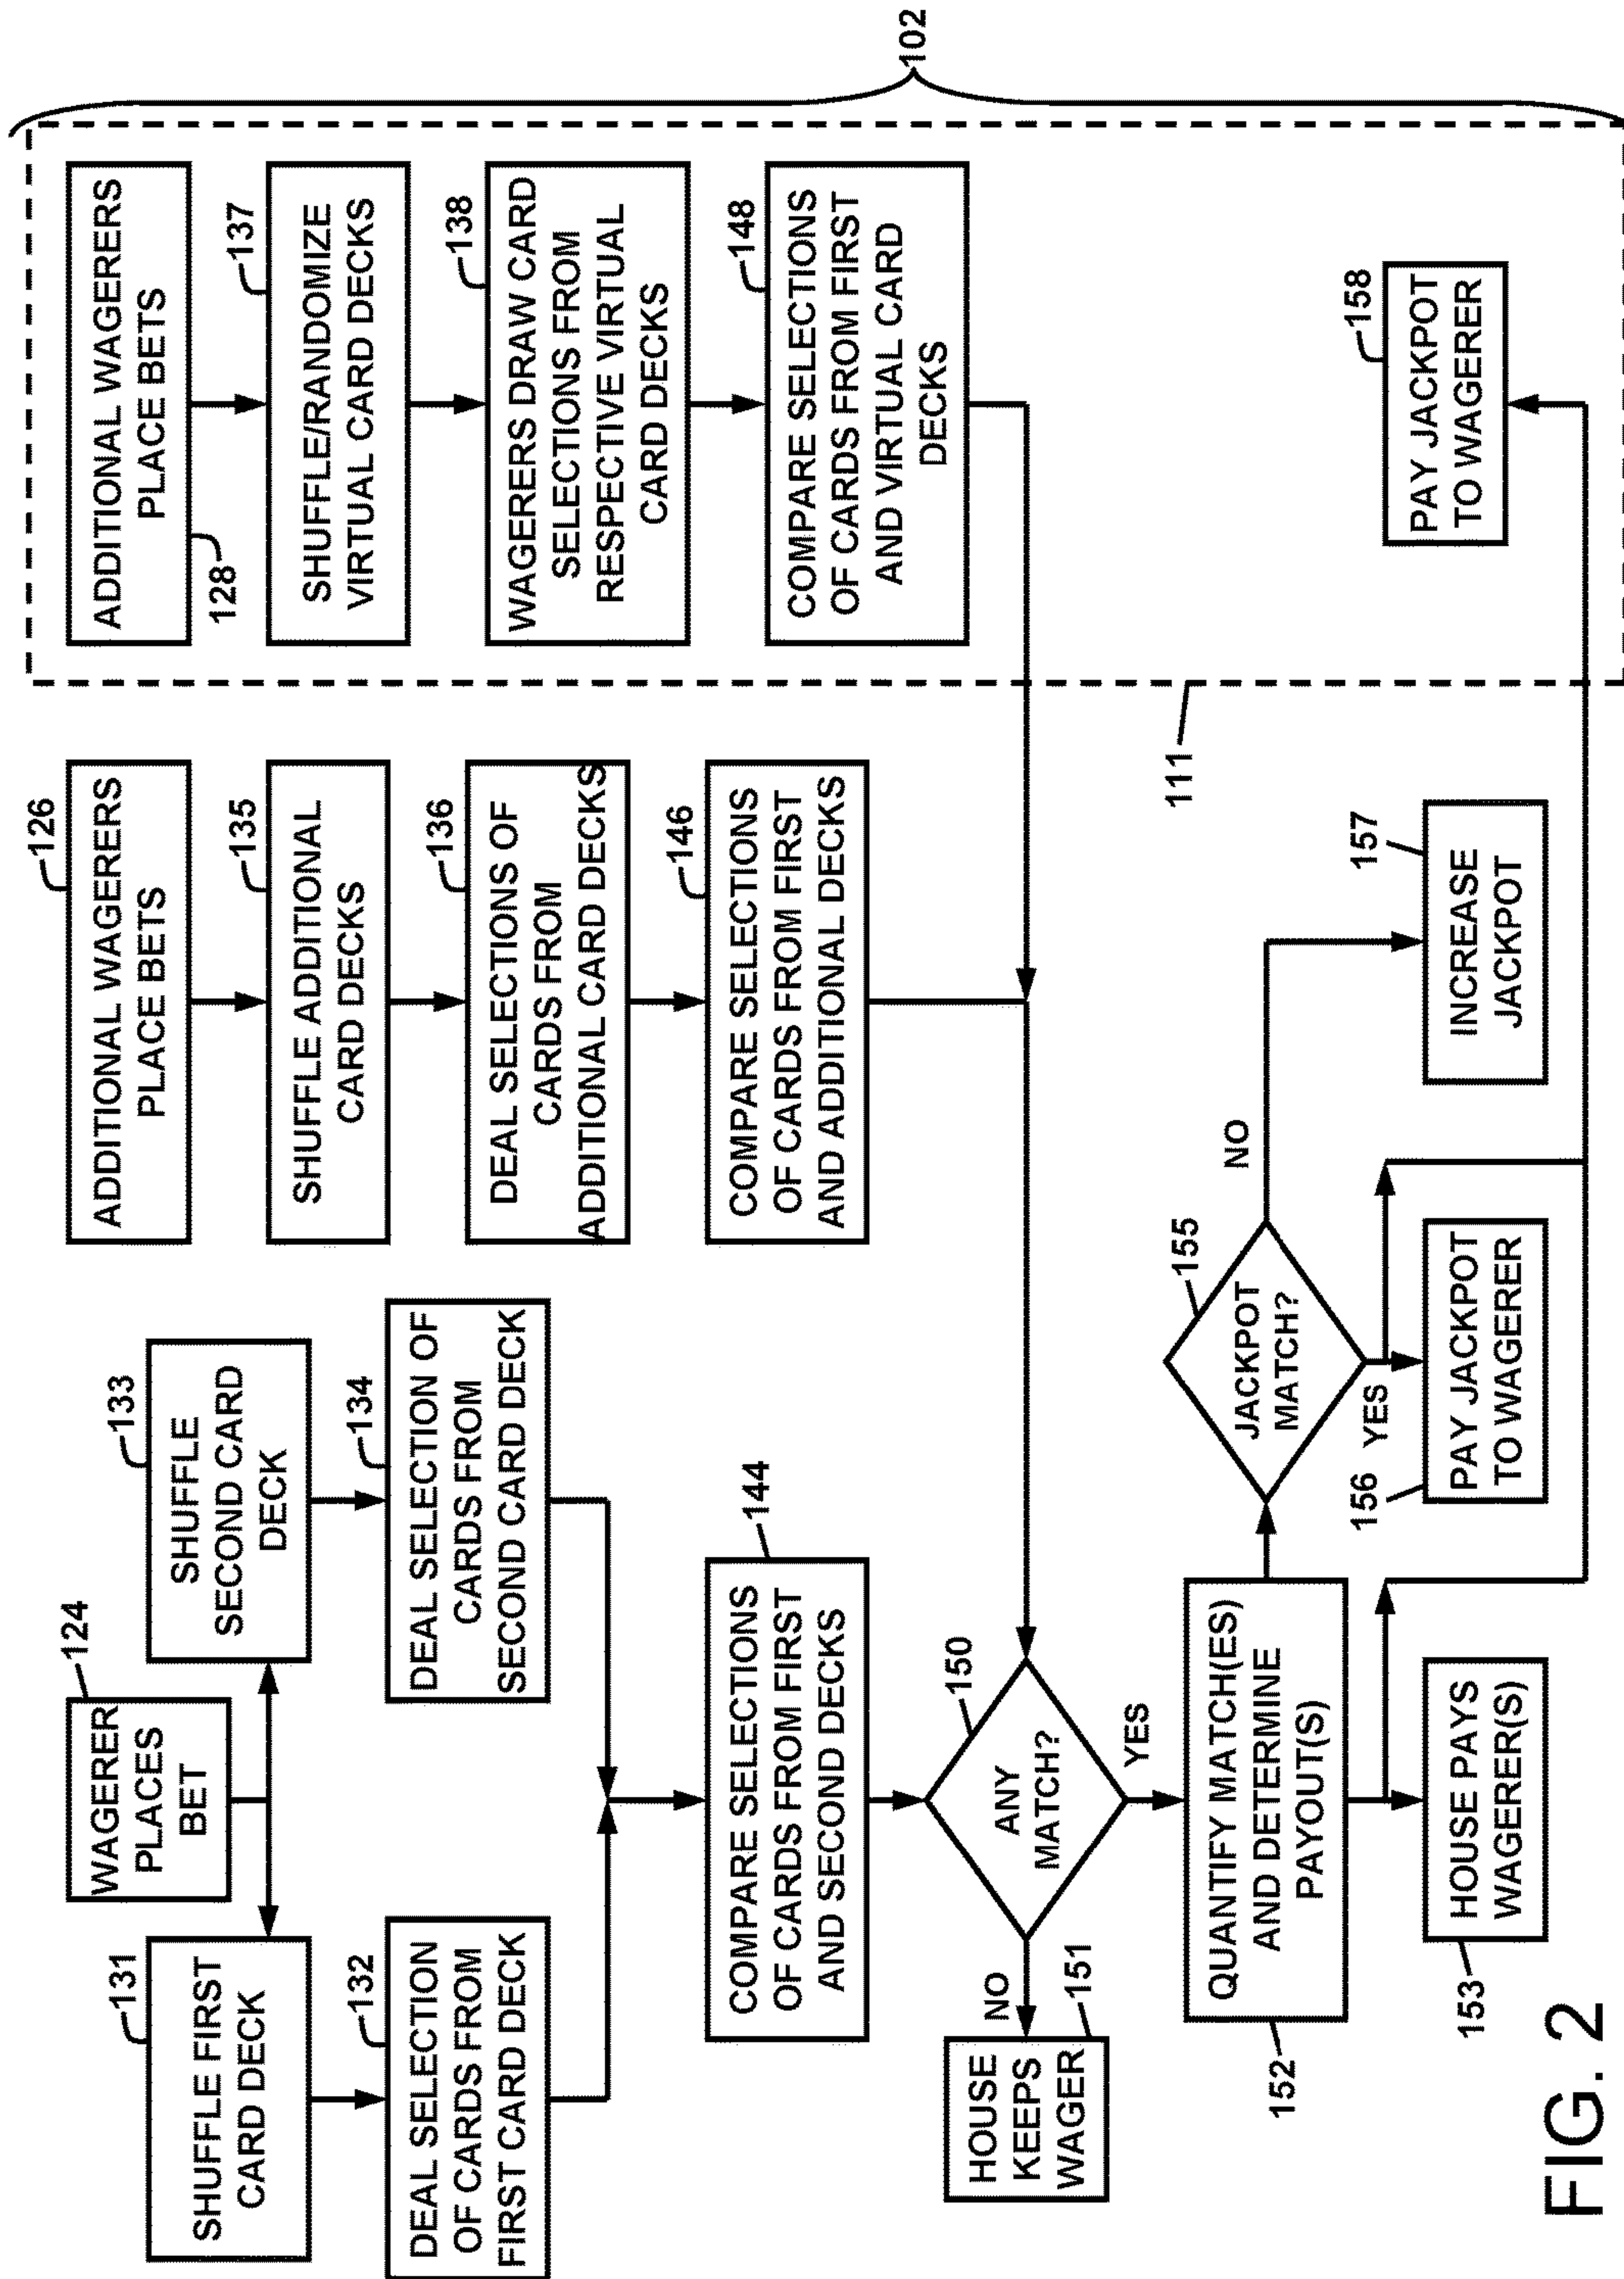 124
WAGERER
PLACES
BET
131
SHUFFLE FIRST
CARD DECK
133
SHUFFLE
SECOND CARD
DECK
132
DEAL SELECTION
OF CARDS FROM
FIRST CARD DECK
134
DEAL SELECTION OF
CARDS FROM
SECOND CARD DECK
144
COMPARE SELECTIONS
OF CARDS FROM FIRST
AND SECOND DECKS
126
ADDITIONAL WAGERERS
PLACE BETS
135
SHUFFLE ADDITIONAL
CARD DECKS
136
DEAL SELECTIONS OF
CARDS FROM
ADDITIONAL CARD DECKS
146
COMPARE SELECTIONS
OF CARDS FROM FIRST
AND ADDITIONAL DECKS
ADDITIONAL WAGERERS
PLACE BETS
128
137
SHUFFLE/RANDOMIZE
VIRTUAL CARD DECKS
138
WAGERERS DRAW CARD
SELECTIONS FROM
RESPECTIVE VIRTUAL
CARD DECKS
148
COMPARE SELECTIONS
OF CARDS FROM FIRST
AND VIRTUAL CARD
DECKS
102
111
150
ANY
MATCH?
NO
YES
HOUSE
KEEPS
WAGER
151
QUANTIFY MATCH(ES)
AND DETERMINE
PAYOUT(S)
152
155
JACKPOT
MATCH?
NO
YES
153
HOUSE PAYS
WAGERER(S)
156
PAY JACKPOT
TO WAGERER
157
INCREASE
JACKPOT
158
PAY JACKPOT
TO WAGERER
FIG. 2